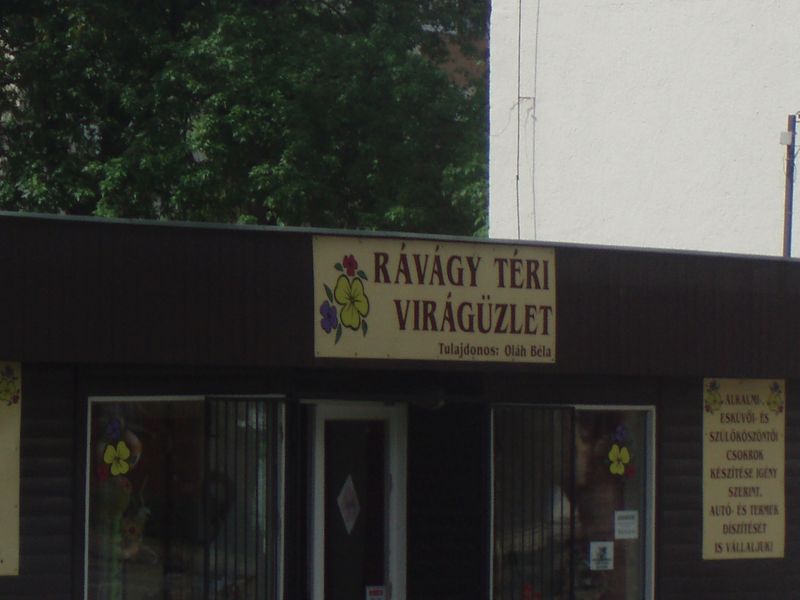 RÁVÁGY TÉRI
VIRÁGÜZLET
Tulajdonos: Oláh Béla
ALKALMI-,
ESKÜVŐI- ÉS
SZÜLŐKÖSZÖNTŐI
CSOKROK
KÉSZÍTÉSE IGÉNY
SZERINT,
AUTÓ- ÉS TERMEK
DÍSZÍTÉSÉT
IS VÁLLALJUK!